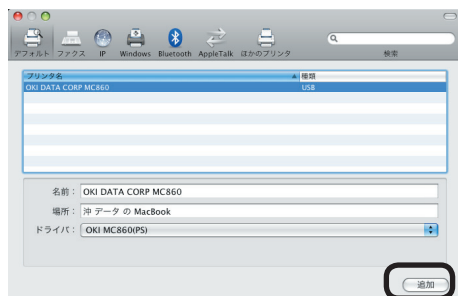 デフォルト ファクス IP Windows Bluetooth AppleTalk ほかのプリンタ 検索
プリンタ名 種類
OKI DATA CORP MC860 USB
名前： OKI DATA CORP MC860
場所： 沖 データ の MacBook
ドライバ： OKI MC860(PS)
追加